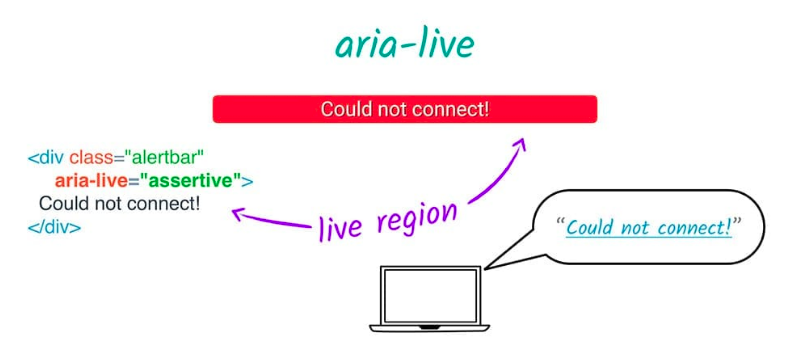 aria-live
Could not connect!
<div class="alertbar"
aria-live="assertive">
Could not connect!
</div>
live region
“Could not connect!”